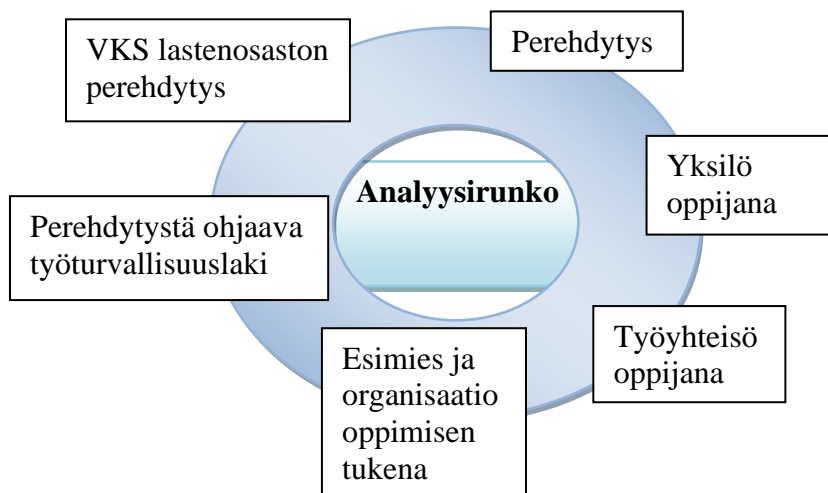 VKS lastenosaston
perehdytys
Perehdytys
Yksilö
oppijana
Analyysirunko
Perehdytystä ohjaava
työturvallisuuslaki
Työyhteisö
oppijana
Esimies ja
organisaatio
oppimisen
tukena